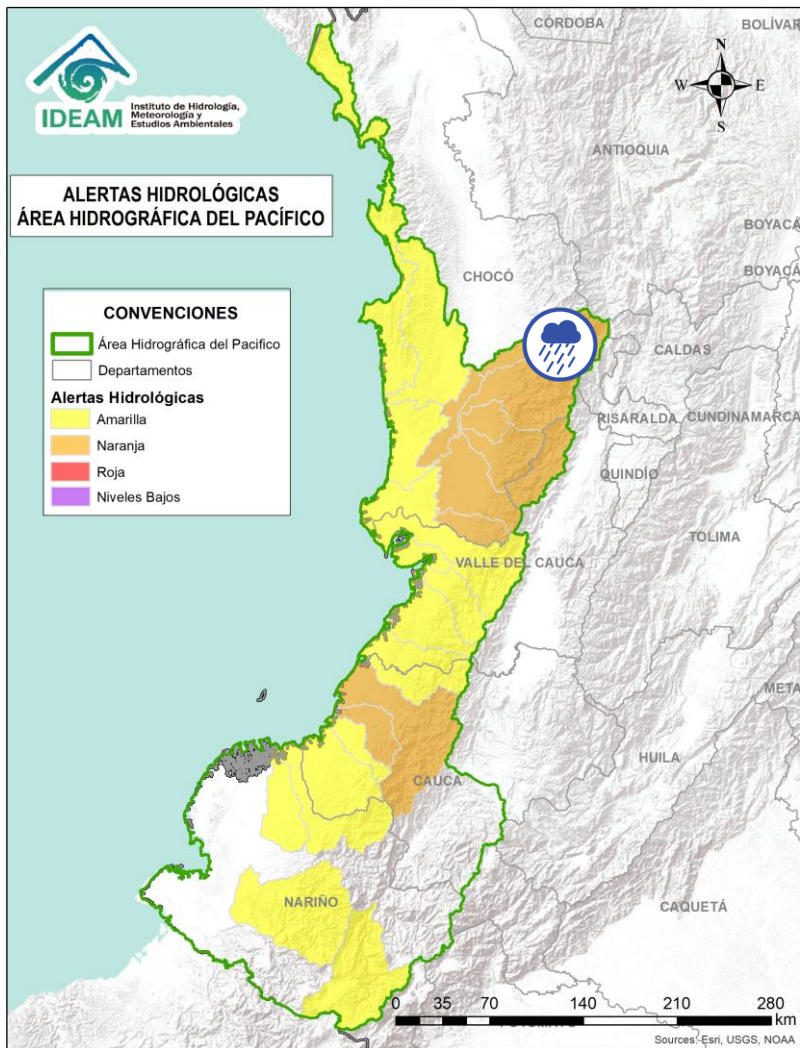 CÓRDOBA
BOLÍVAR
N
W
E
S
IDEAM
Instituto de Hidrología,
Meteorología y
Estudios Ambientales
ANTIOQUIA
ALERTAS HIDROLÓGICAS
ÁREA HIDROGRÁFICA DEL PACÍFICO
BOYACÁ
BOYACÁ
CHOCÓ
CONVENCIONES
Área Hidrográfica del Pacifico
Departamentos
Alertas Hidrológicas
Amarilla
Naranja
Roja
Niveles Bajos
CALDAS
RISARALDA
CUNDINAMARCA
QUINDÍO
TOLIMA
VALLE DEL CAUCA
META
HUILA
CAUCA
NARIÑO
CAQUETÁ
0 35 70 140 210 280
km
Sources: Esri, USGS, NOAA